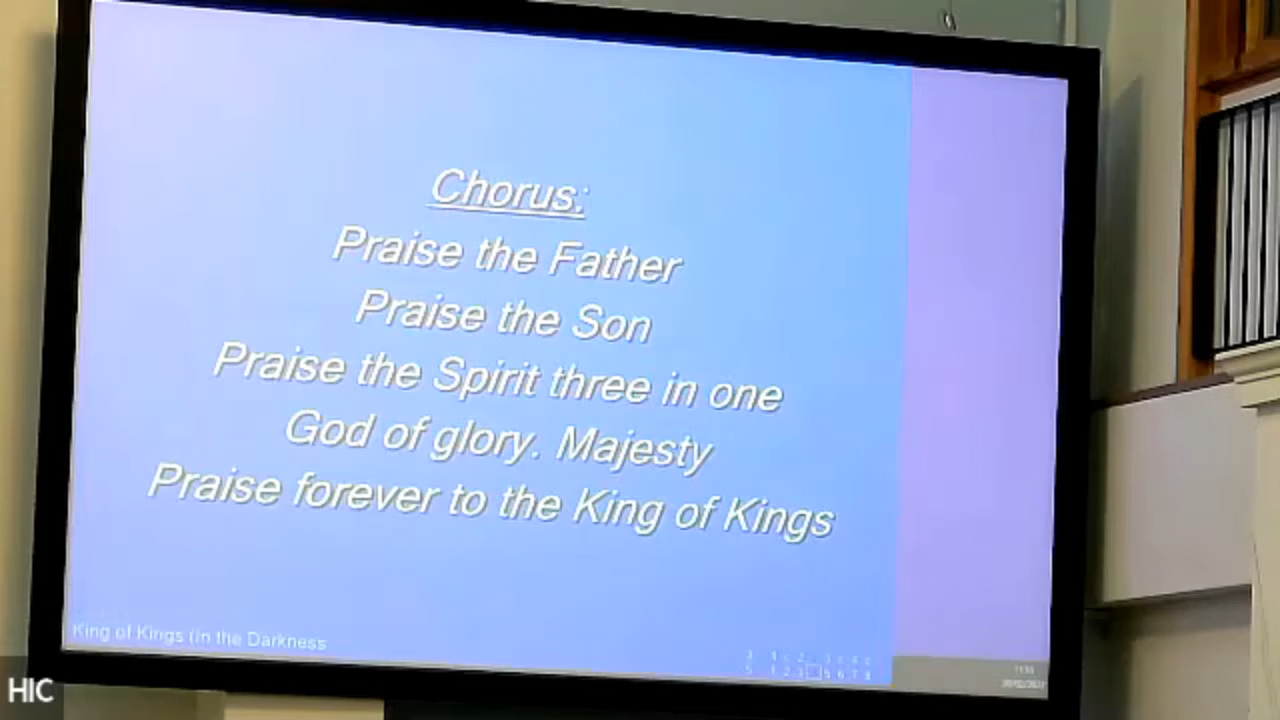 Chorus:
Praise the Father
Praise the Son
Praise the Spirit three in one
God of glory. Majesty
Praise forever to the King of Kings
King of Kings (in the Darkness
HIC